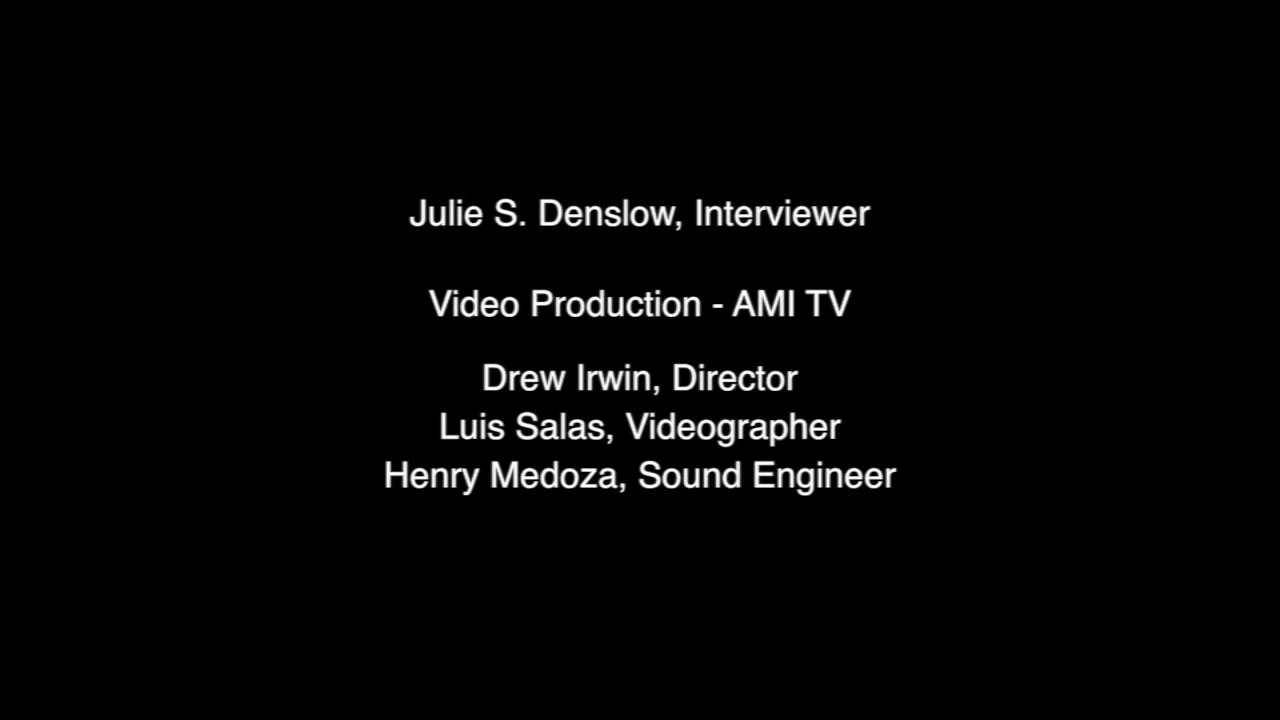 Julie S. Denslow, Interviewer
Video Production - AMI TV
Drew Irwin, Director
Luis Salas, Videographer
Henry Medoza, Sound Engineer